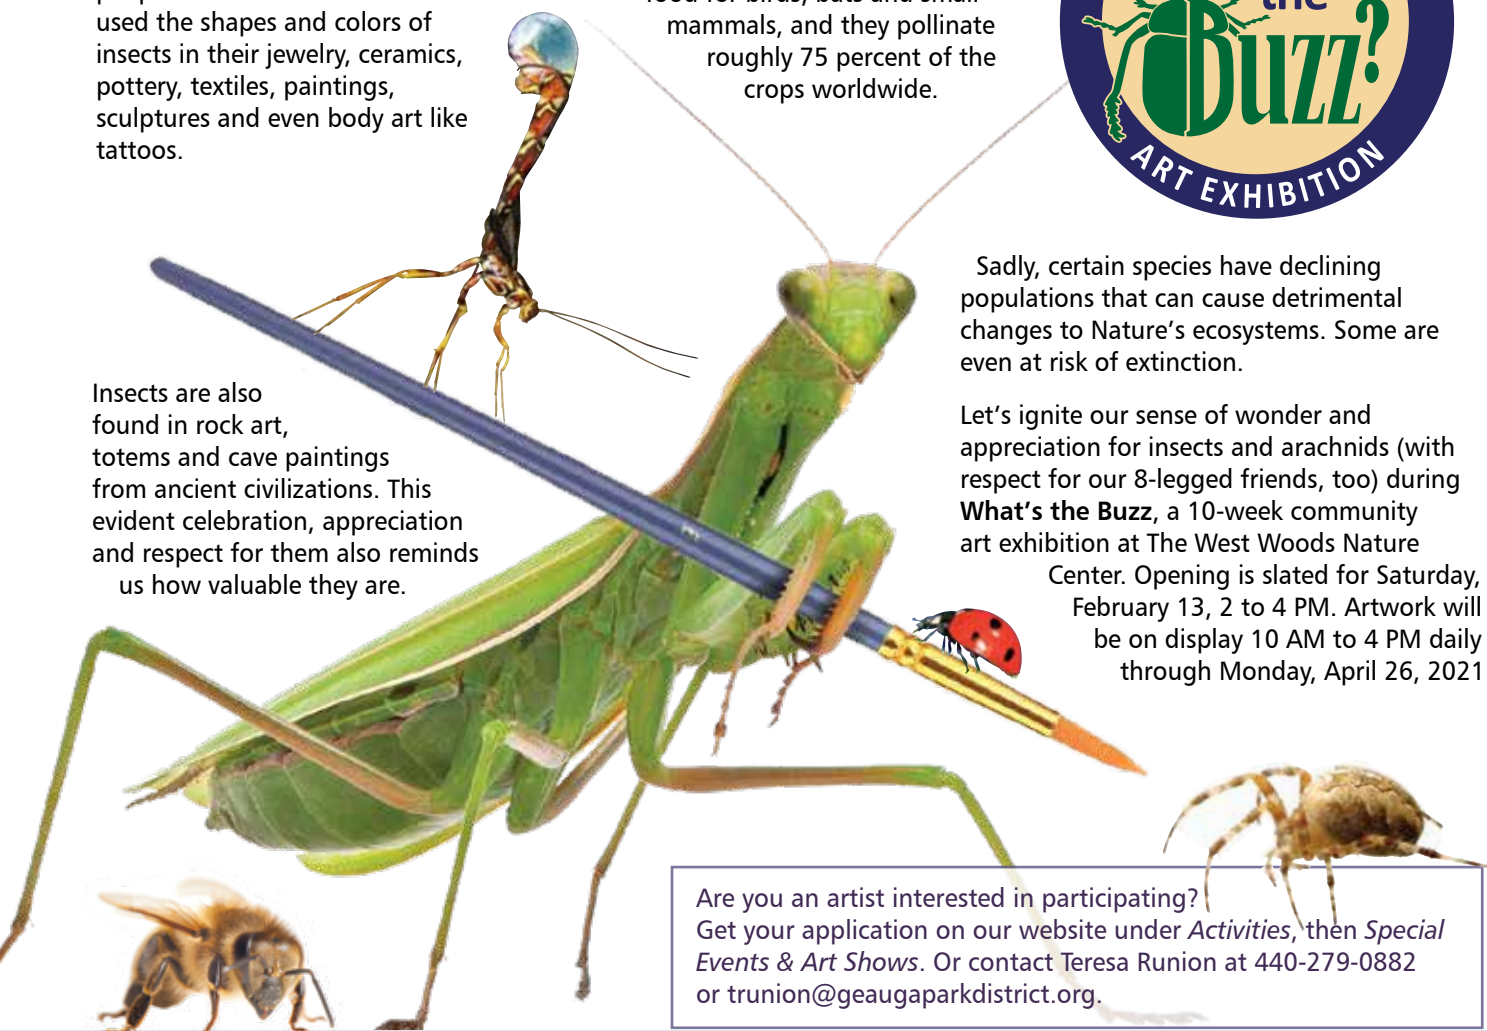 used the shapes and colors of
insects in their jewelry, ceramics,
pottery, textiles, paintings,
sculptures and even body art like
tattoos.
food for birds, bats and small
mammals, and they pollinate
roughly 75 percent of the
crops worldwide.
the
Buzz?
ART EXHIBITION
Insects are also
found in rock art,
totems and cave paintings
from ancient civilizations. This
evident celebration, appreciation
and respect for them also reminds
us how valuable they are.
Sadly, certain species have declining
populations that can cause detrimental
changes to Nature's ecosystems. Some are
even at risk of extinction.
Let's ignite our sense of wonder and
appreciation for insects and arachnids (with
respect for our 8-legged friends, too) during
What's the Buzz, a 10-week community
art exhibition at The West Woods Nature
Center. Opening is slated for Saturday,
February 13, 2 to 4 PM. Artwork will
be on display 10 AM to 4 PM daily
through Monday, April 26, 2021
Are you an artist interested in participating?
Get your application on our website under Activities, then Special
Events & Art Shows. Or contact Teresa Runion at 440-279-0882
or trunion@geaugaparkdistrict.org.